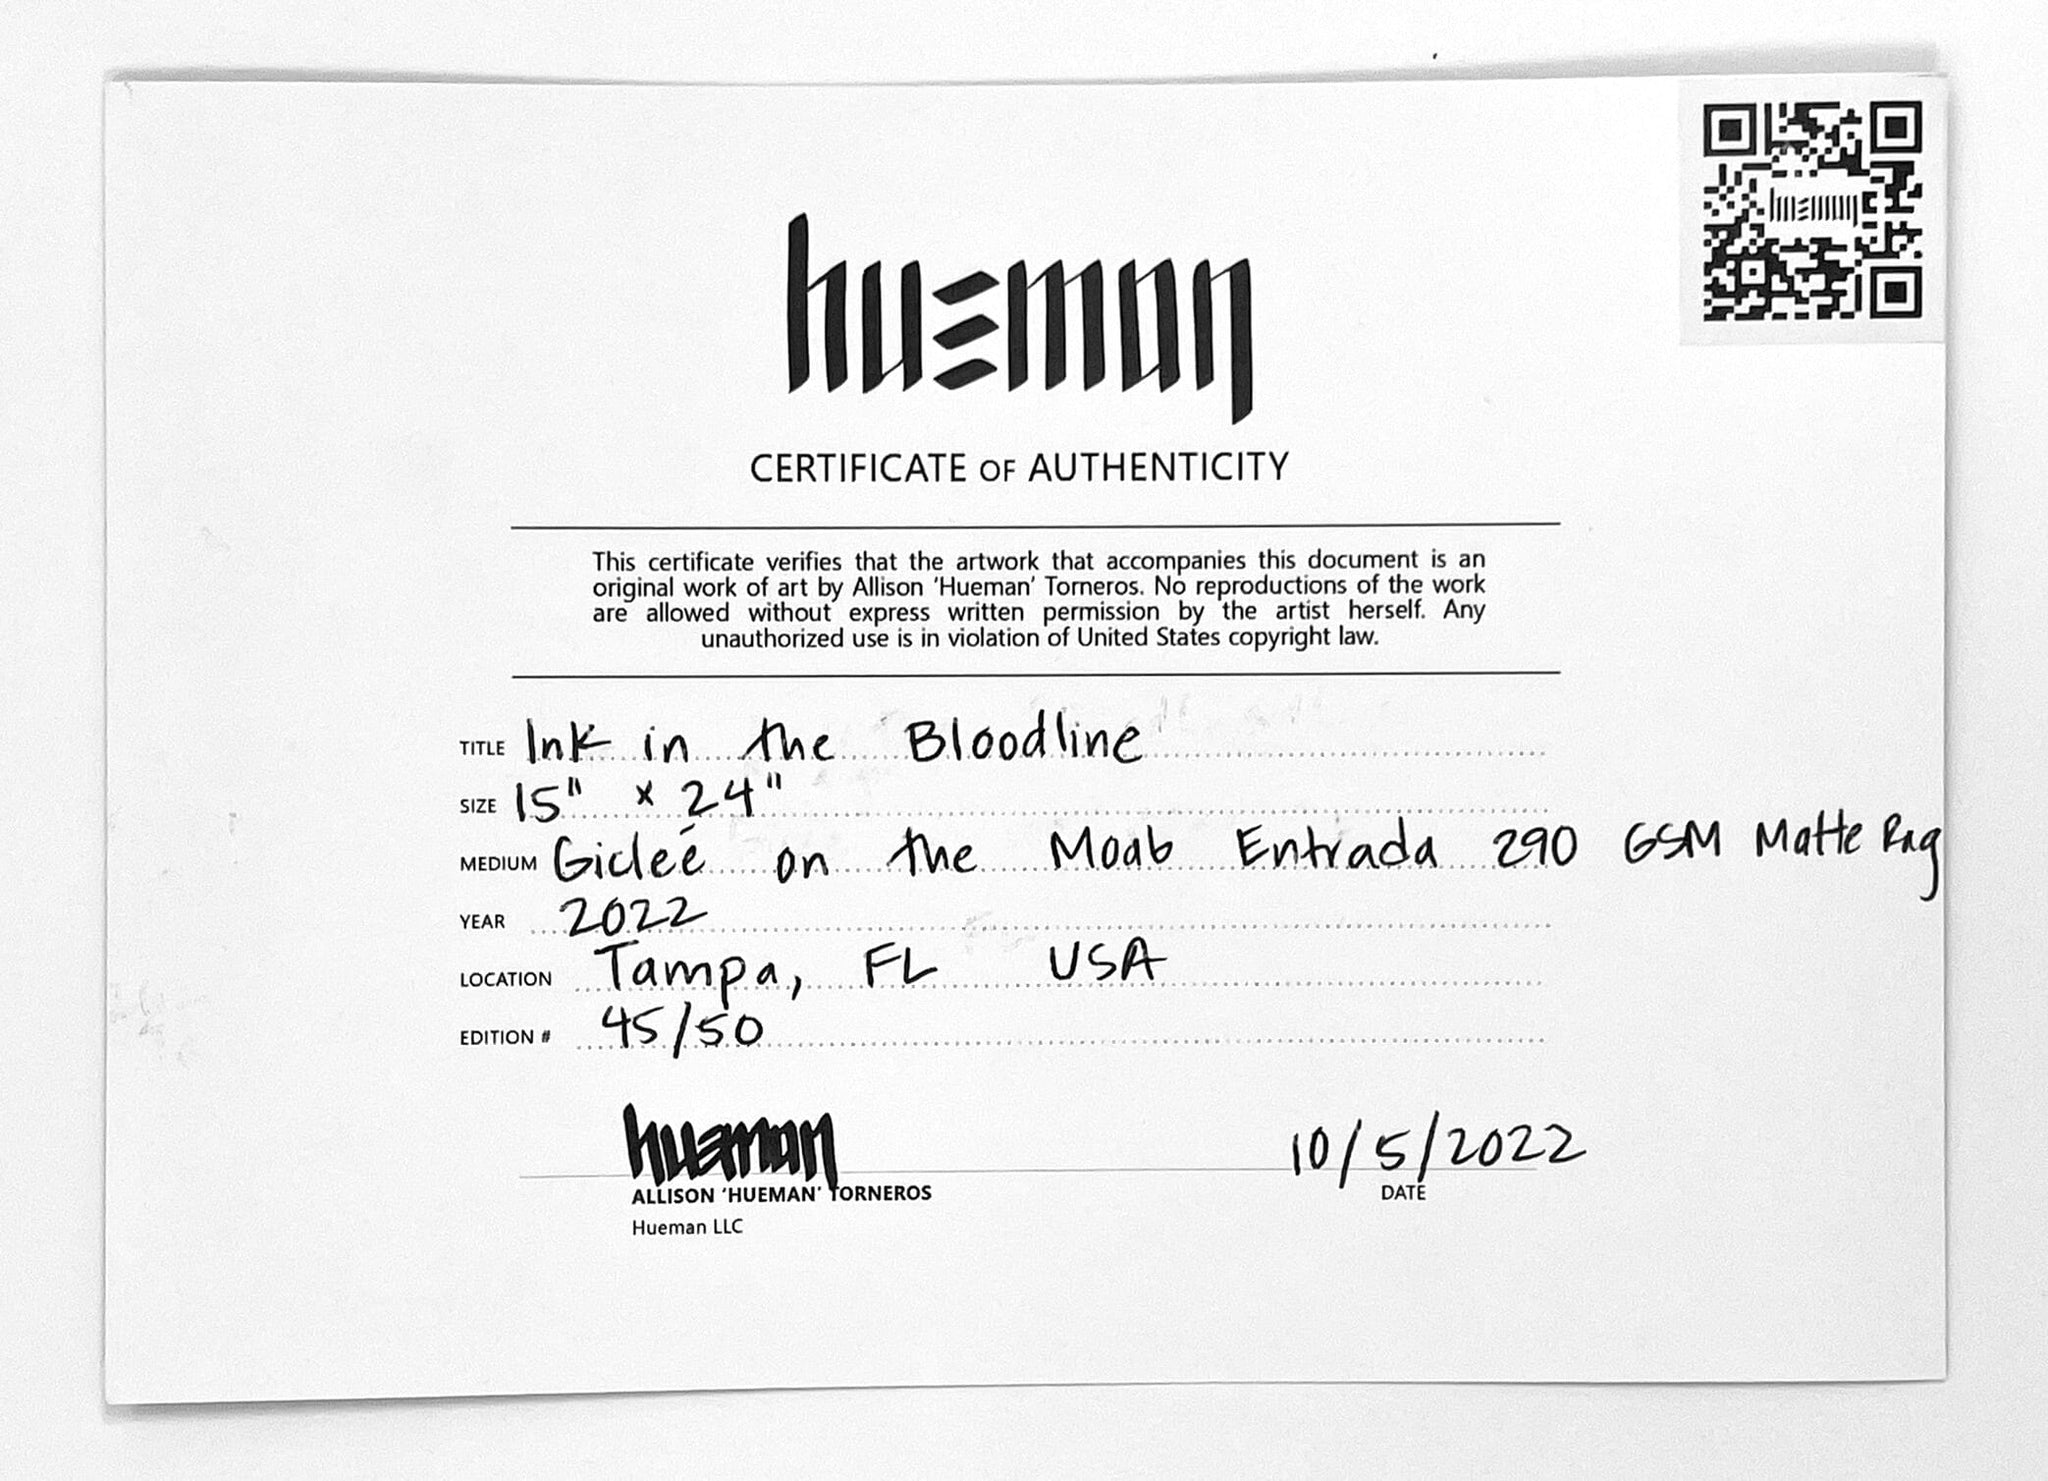 hueman
hueman
CERTIFICATE OF AUTHENTICITY
This certificate verifies that the artwork that accompanies this document is an
original work of art by Allison ‘Hueman’ Torneros. No reproductions of the work
are allowed without express written permission by the artist herself. Any
unauthorized use is in violation of United States copyright law.
TITLE Ink in the Bloodline
SIZE 15" x 24"
MEDIUM Gicleé on the Moab Entrada 290 GSM Matte Rag
YEAR 2022
LOCATION Tampa, FL USA
EDITION # 45/50
hueman 10/5/2022
ALLISON ‘HUEMAN’ TORNEROS DATE
Hueman LLC